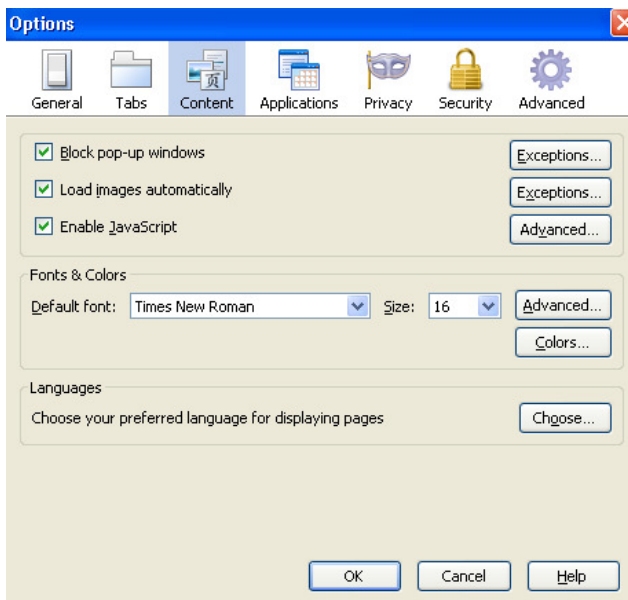 Options
General Tabs Content Applications Privacy Security Advanced
页
Block pop-up windows Exceptions...
Load images automatically Exceptions...
Enable JavaScript Advanced...
Fonts & Colors
Default font: Times New Roman Size: 16 Advanced...
Colors...
Languages
Choose your preferred language for displaying pages Choose...
OK Cancel Help